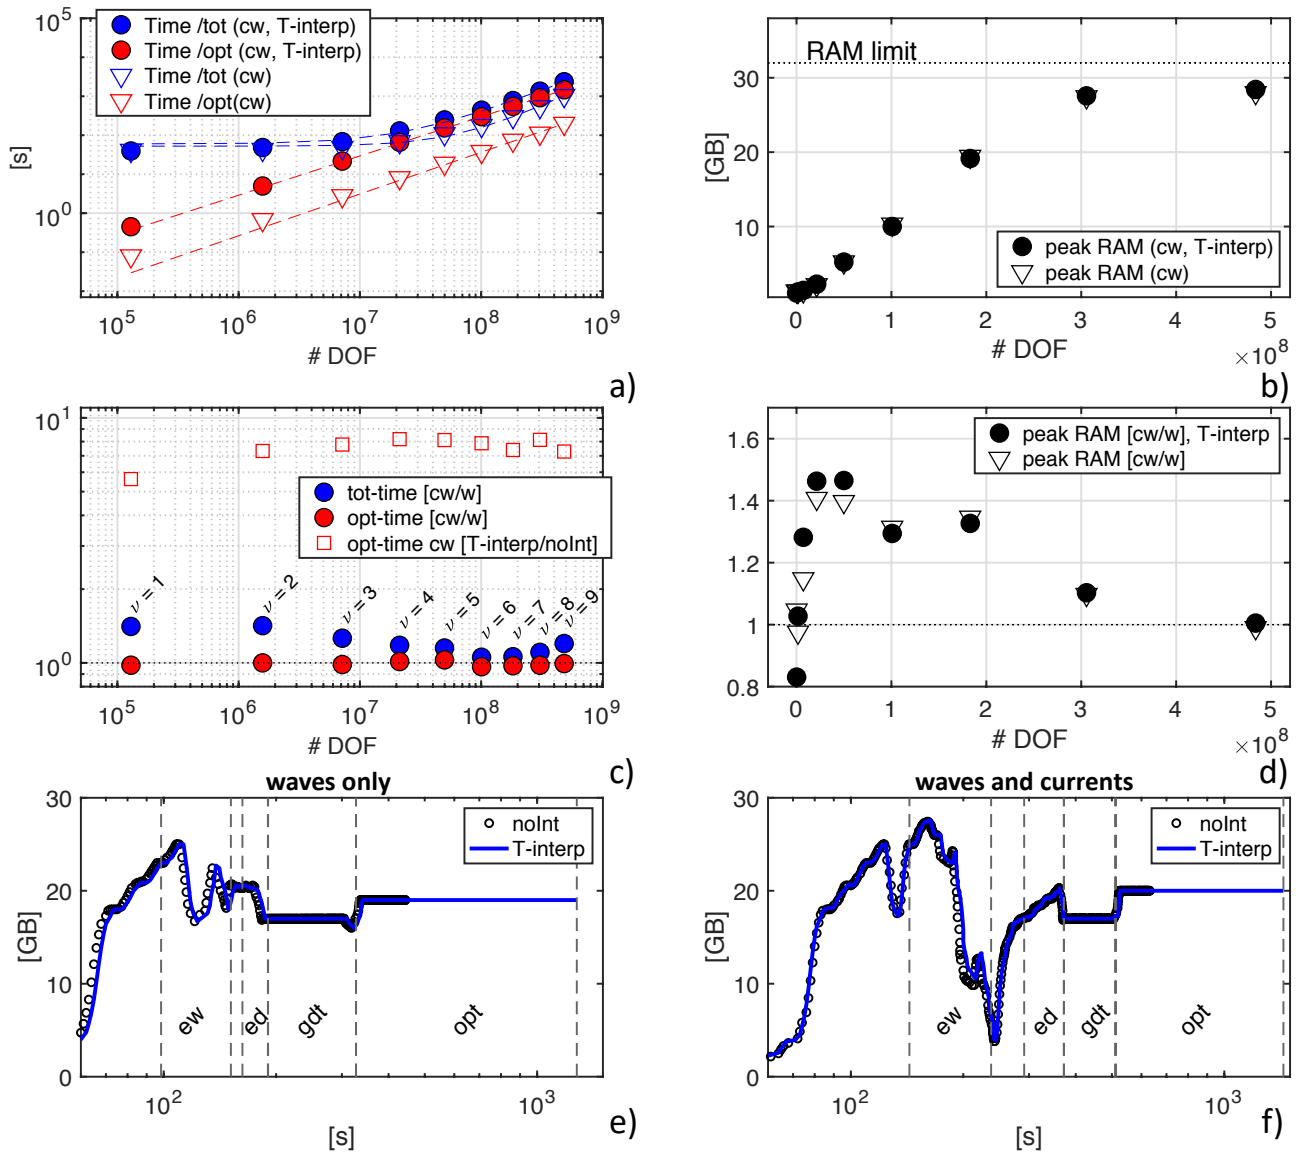 10^5
10^0
[s]
Time /tot (cw, T-interp)
Time /opt (cw, T-interp)
Time /tot (cw)
Time /opt(cw)
10^5 10^6 10^7 10^8 10^9
# DOF
a)
RAM limit
30
20
10
[GB]
peak RAM (cw, T-interp)
peak RAM (cw)
0 1 2 3 4 5
# DOF
×10^8
b)
10^1
10^0
tot-time [cw/w]
opt-time [cw/w]
opt-time cw [T-interp/noInt]
ν = 1
ν = 2
ν = 3
ν = 4
ν = 5
ν = 6
ν = 7
ν = 8
ν = 9
10^5 10^6 10^7 10^8 10^9
# DOF
c)
1.6
1.4
1.2
1
0.8
peak RAM [cw/w], T-interp
peak RAM [cw/w]
0 1 2 3 4 5
# DOF
×10^8
d)
waves only
30
20
10
0
[GB]
noInt
T-interp
ew
ed
gdt
opt
10^2 10^3
[s]
e)
waves and currents
30
20
10
0
[GB]
noInt
T-interp
ew
ed
gdt
opt
10^2 10^3
[s]
f)